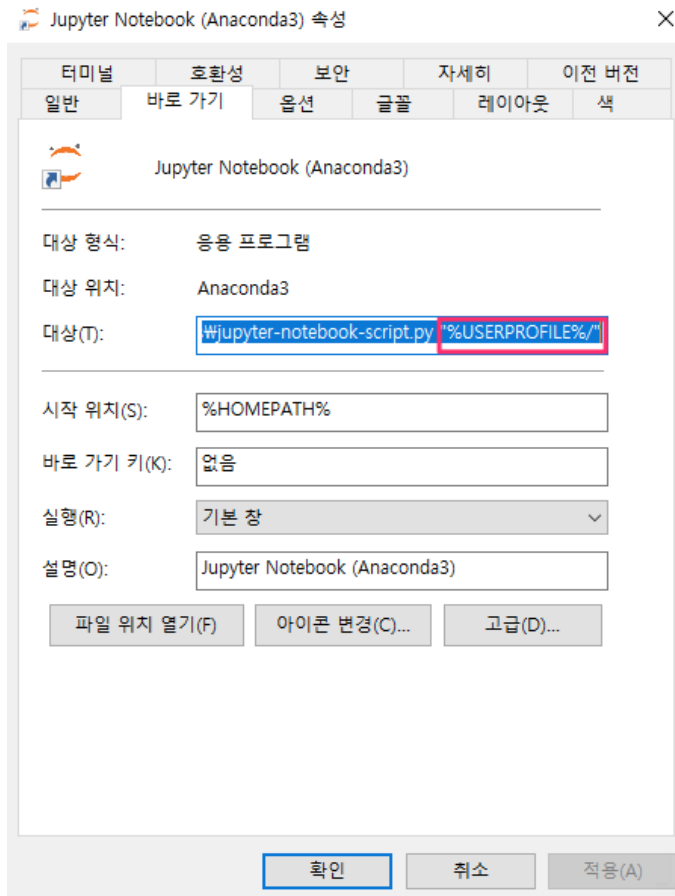 Jupyter Notebook (Anaconda3) 속성
터미널 호환성 보안 자세히 이전 버전
일반 바로 가기 옵션 글꼴 레이아웃 색
Jupyter Notebook (Anaconda3)
대상 형식: 응용 프로그램
대상 위치: Anaconda3
대상(T): ₩jupyter-notebook-script.py "%USERPROFILE%/"
시작 위치(S): %HOMEPATH%
바로 가기 키(K): 없음
실행(R): 기본 창
설명(O): Jupyter Notebook (Anaconda3)
파일 위치 열기(F) 아이콘 변경(C)... 고급(D)...
확인 취소 적용(A)